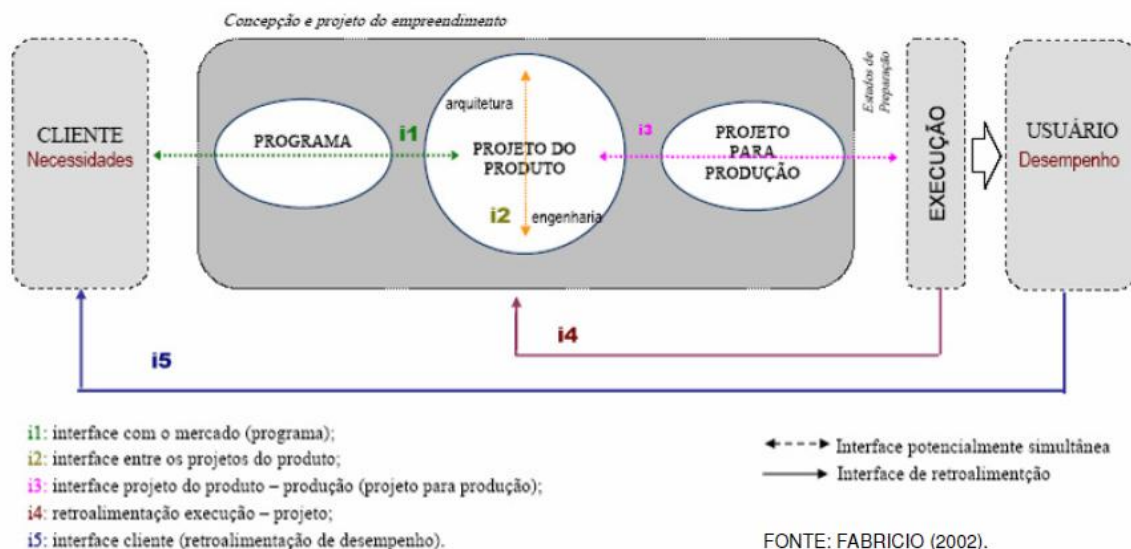 Concepção e projeto do empreendimento
CLIENTE
Necessidades
PROGRAMA
i1
arquitetura
PROJETO DO
PRODUTO
i2
engenharia
i3
PROJETO
PARA
PRODUÇÃO
Estudos de
Preparação
EXECUÇÃO
USUÁRIO
Desempenho
i4
i5
i1: interface com o mercado (programa);
i2: interface entre os projetos do produto;
i3: interface projeto do produto – produção (projeto para produção);
i4: retroalimentação execução – projeto;
i5: interface cliente (retroalimentação de desempenho).
Interface potencialmente simultânea
Interface de retroalimentção
FONTE: FABRICIO (2002).